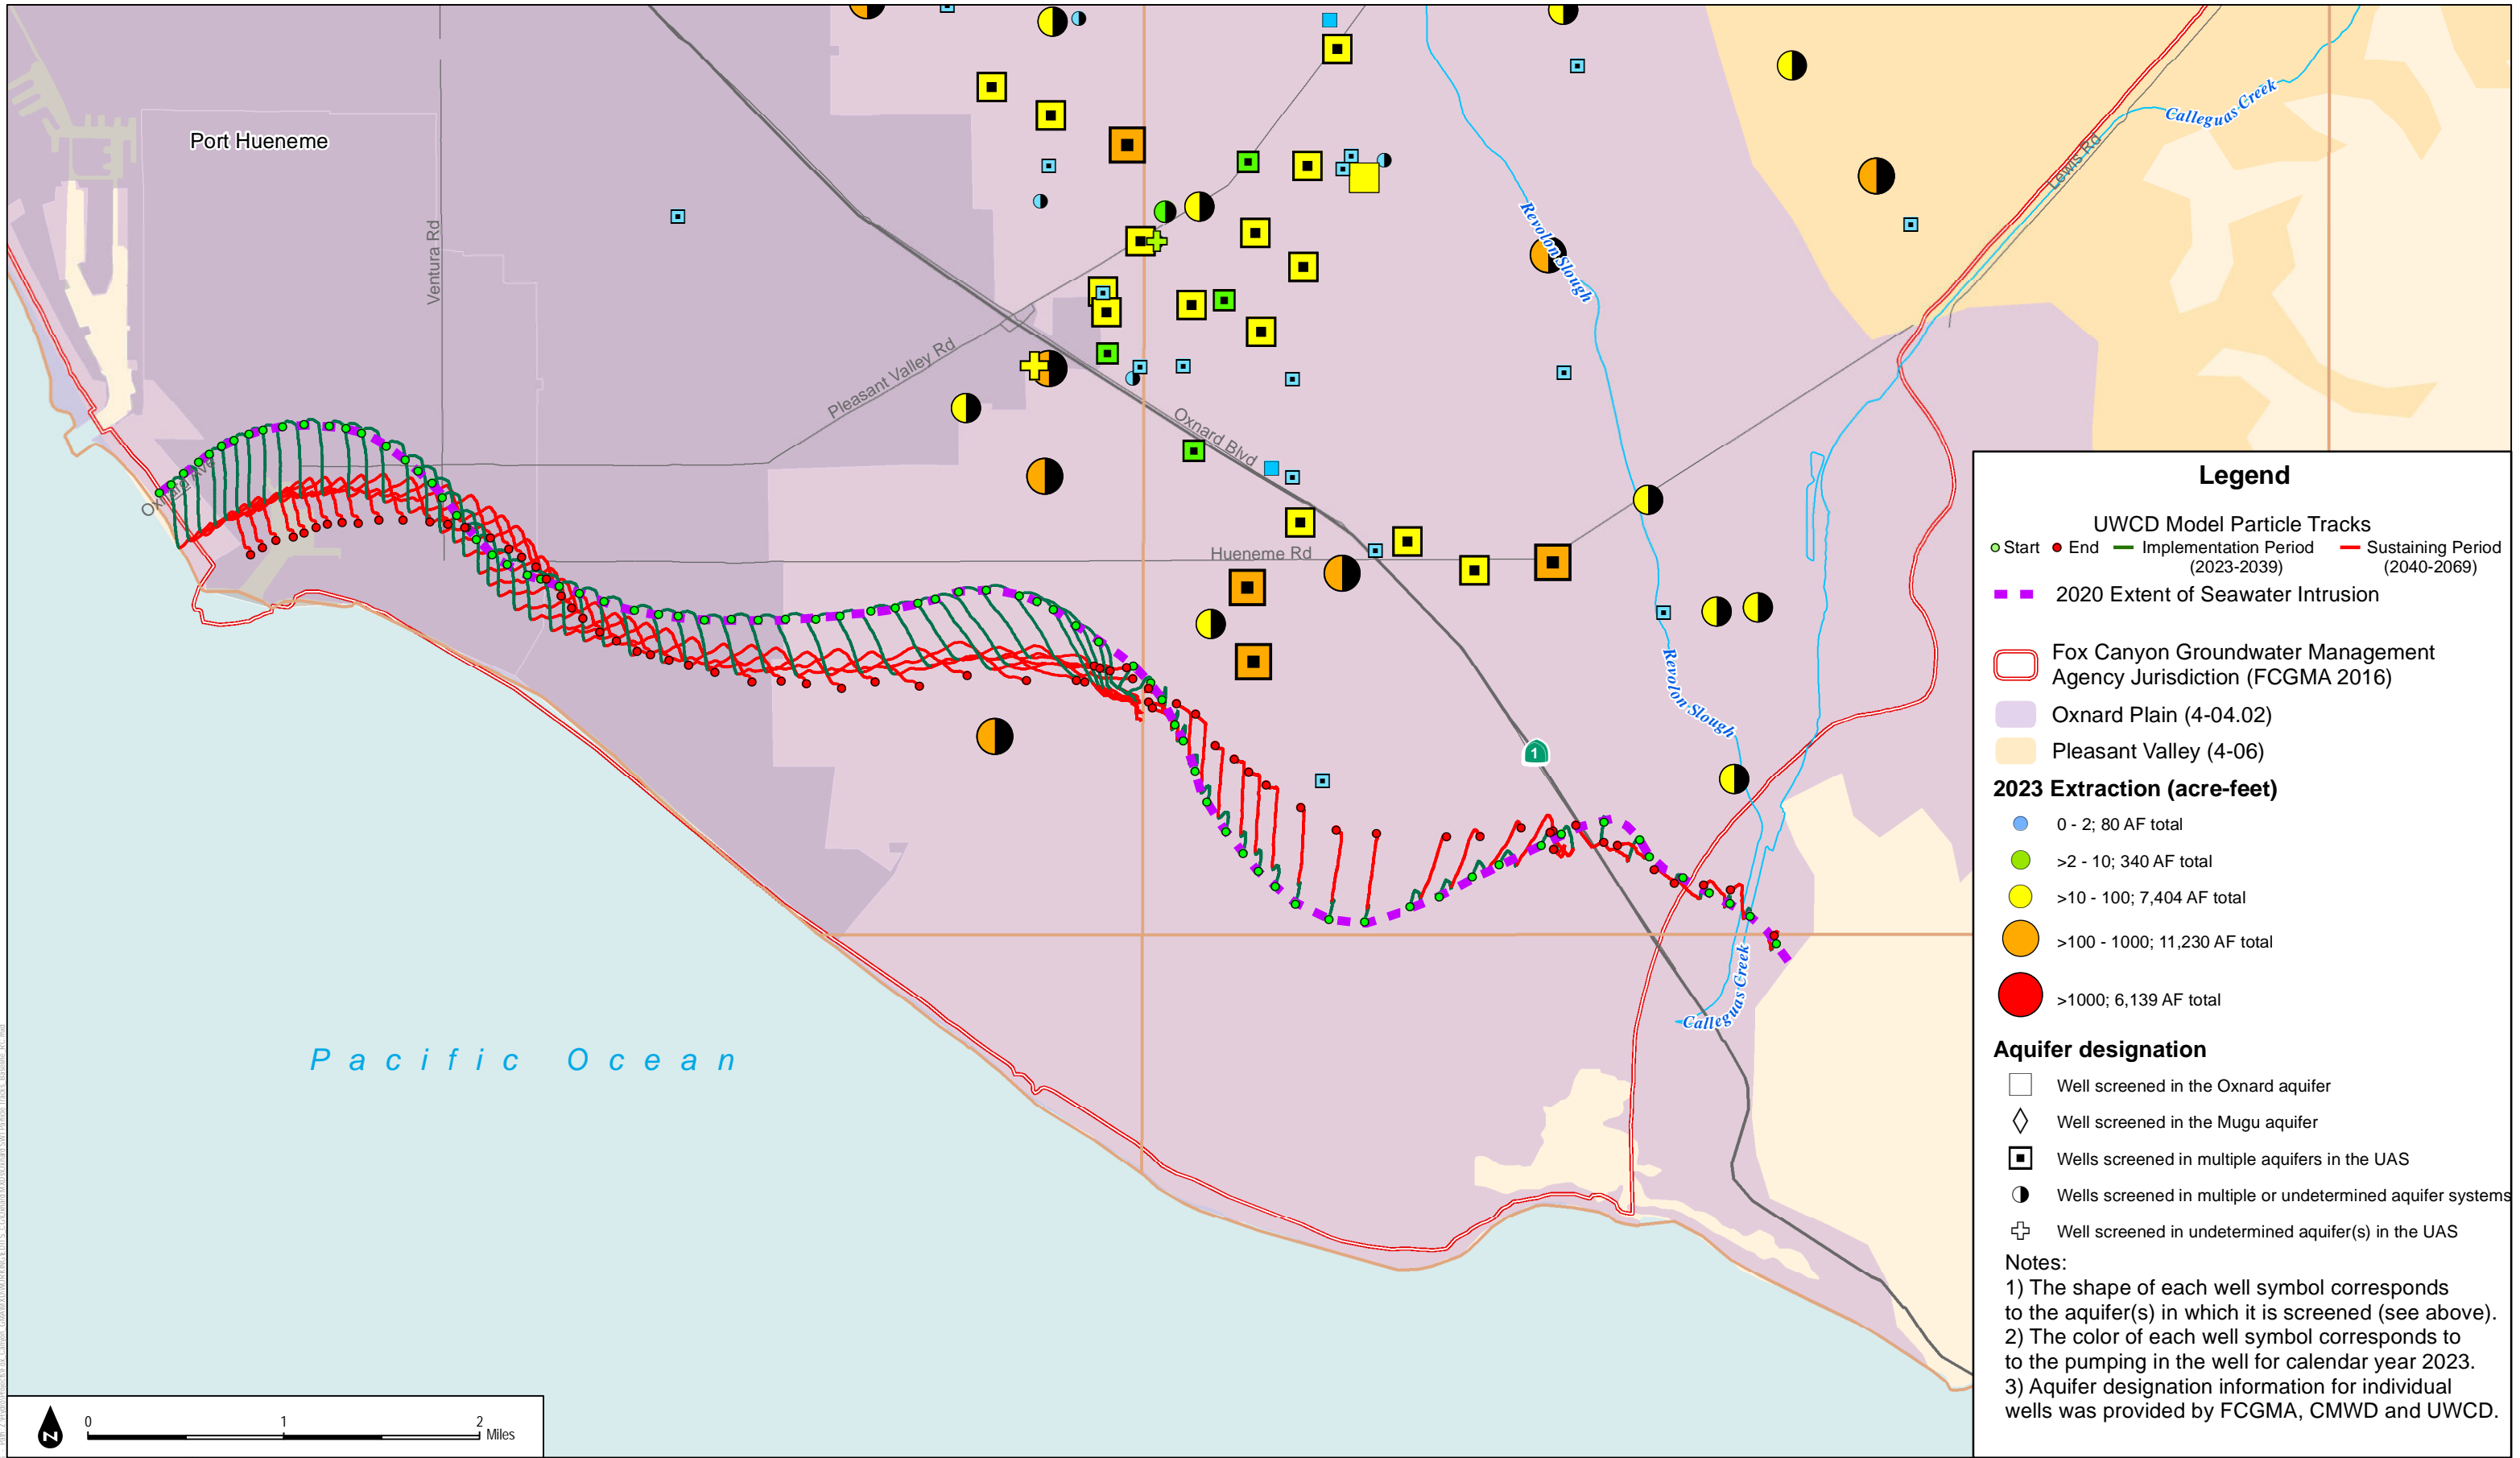 Port Hueneme
Ventura Rd
Oxnard Ave
Pleasant Valley Rd
Oxnard Blvd
Hueneme Rd
Revolon Slough
Revolon Slough
Calleguas Creek
Lewis Rd
1
Calleguas Creek
Pacific Ocean
N
0 1 2
Miles
Legend
UWCD Model Particle Tracks
Start End Implementation Period Sustaining Period
(2023-2039) (2040-2069)
2020 Extent of Seawater Intrusion
Fox Canyon Groundwater Management
Agency Jurisdiction (FCGMA 2016)
Oxnard Plain (4-04.02)
Pleasant Valley (4-06)
2023 Extraction (acre-feet)
0 - 2; 80 AF total
>2 - 10; 340 AF total
>10 - 100; 7,404 AF total
>100 - 1000; 11,230 AF total
>1000; 6,139 AF total
Aquifer designation
Well screened in the Oxnard aquifer
Well screened in the Mugu aquifer
Wells screened in multiple aquifers in the UAS
Wells screened in multiple or undetermined aquifer systems
Well screened in undetermined aquifer(s) in the UAS
Notes:
1) The shape of each well symbol corresponds
to the aquifer(s) in which it is screened (see above).
2) The color of each well symbol corresponds to
to the pumping in the well for calendar year 2023.
3) Aquifer designation information for individual
wells was provided by FCGMA, CMWD and UWCD.